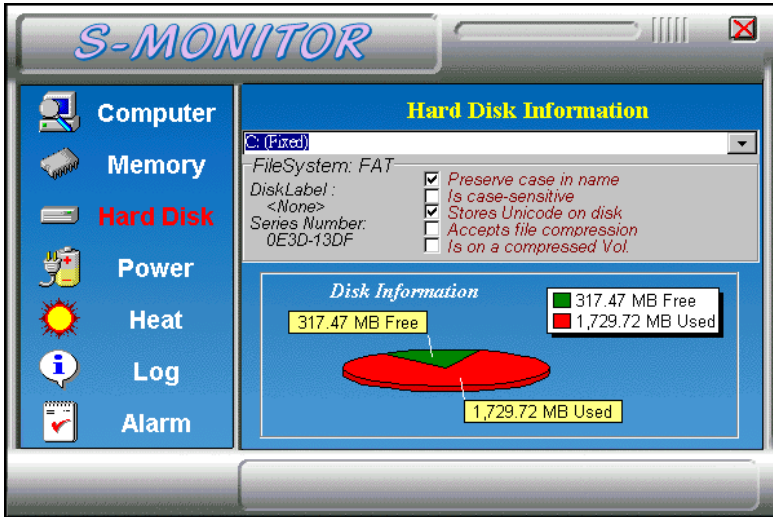 S-MONITOR
Computer
Memory
Hard Disk
Power
Heat
Log
Alarm
Hard Disk Information
C: (Fixed)
FileSystem: FAT
DiskLabel :
<None>
Series Number:
0E3D-13DF
Preserve case in name
Is case-sensitive
Stores Unicode on disk
Accepts file compression
Is on a compressed Vol.
Disk Information
317.47 MB Free
1,729.72 MB Used
317.47 MB Free
1,729.72 MB Used